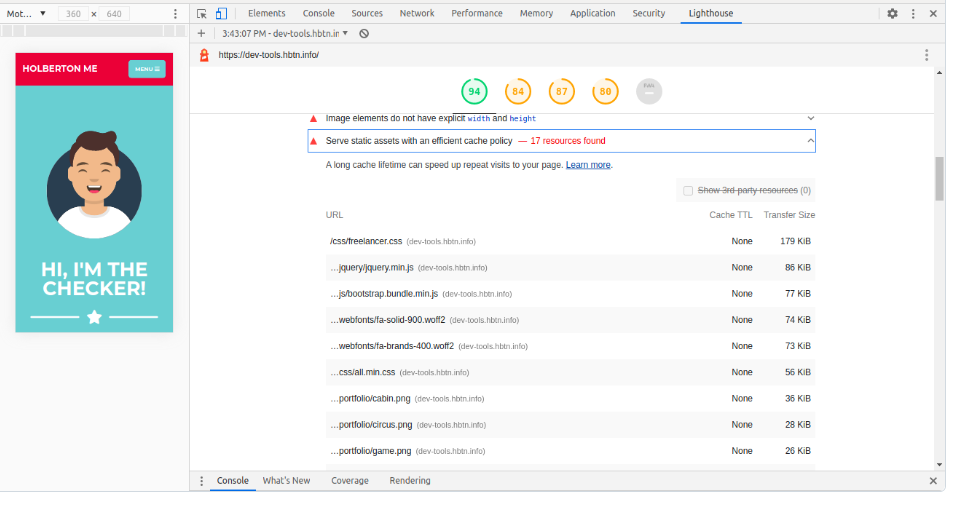 Mot... ▼ 360 × 640
Elements Console Sources Network Performance Memory Application Security Lighthouse
3:43:07 PM - dev-tools.hbtn.ir
https://dev-tools.hbtn.info/
HOLBERTON ME
MENU
HI, I'M THE
CHECKER!
94 84 87 80 PWA
Image elements do not have explicit width and height
Serve static assets with an efficient cache policy — 17 resources found
A long cache lifetime can speed up repeat visits to your page. Learn more.
Show 3rd-party resources (0)
URL Cache TTL Transfer Size
/css/freelancer.css (dev-tools.hbtn.info) None 179 KiB
…jquery/jquery.min.js (dev-tools.hbtn.info) None 86 KiB
…js/bootstrap.bundle.min.js (dev-tools.hbtn.info) None 77 KiB
…webfonts/fa-solid-900.woff2 (dev-tools.hbtn.info) None 74 KiB
…webfonts/fa-brands-400.woff2 (dev-tools.hbtn.info) None 73 KiB
…css/all.min.css (dev-tools.hbtn.info) None 56 KiB
…portfolio/cabin.png (dev-tools.hbtn.info) None 36 KiB
…portfolio/circus.png (dev-tools.hbtn.info) None 28 KiB
…portfolio/game.png (dev-tools.hbtn.info) None 26 KiB
Console What's New Coverage Rendering